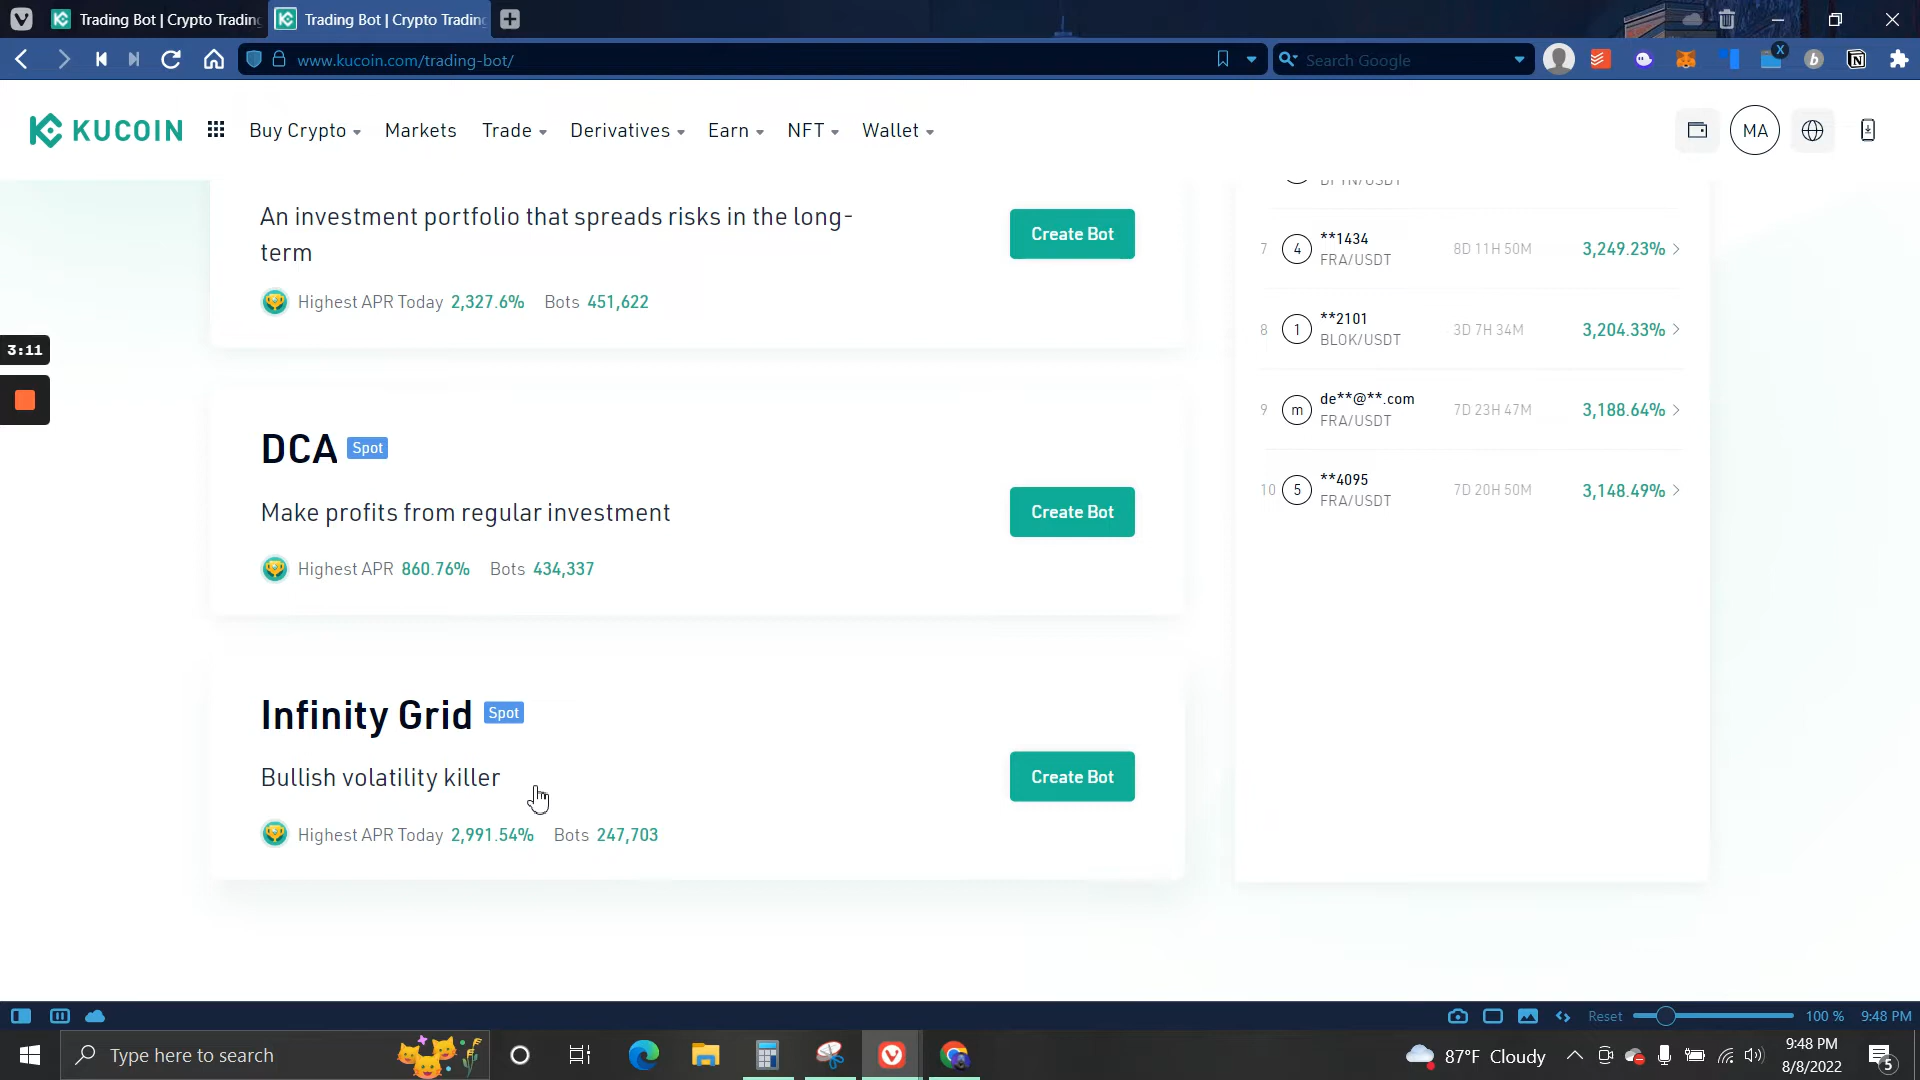 Trading Bot | Crypto Trading
Trading Bot | Crypto Trading
www.kucoin.com/trading-bot/
Search Google
X
KUCOIN
Buy Crypto
Markets
Trade
Derivatives
Earn
NFT
Wallet
MA
An investment portfolio that spreads risks in the long-
term
Create Bot
Highest APR Today 2,327.6% Bots 451,622
3:11
DCA Spot
Make profits from regular investment
Create Bot
Highest APR 860.76% Bots 434,337
Infinity Grid Spot
Bullish volatility killer
Create Bot
Highest APR Today 2,991.54% Bots 247,703
7 4 **1434 8D 11H 50M 3,249.23%
FRA/USDT
8 1 **2101 3D 7H 34M 3,204.33%
BLOK/USDT
9 m de**@**.com 7D 23H 47M 3,188.64%
FRA/USDT
10 5 **4095 7D 20H 50M 3,148.49%
FRA/USDT
Reset 100 % 9:48 PM
Type here to search
87°F Cloudy
9:48 PM
8/8/2022
5